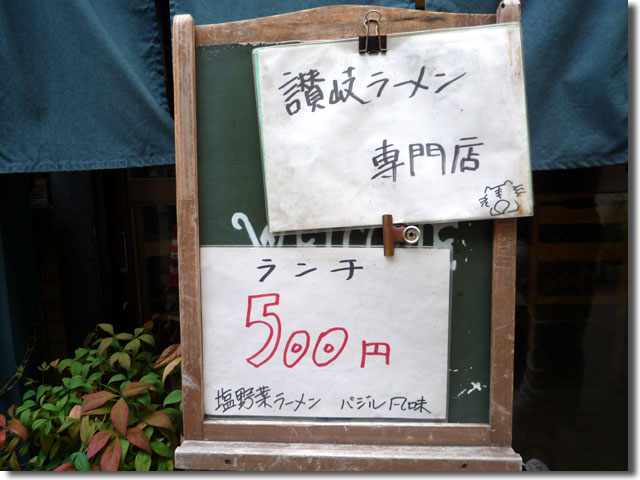 讃岐ラーメン
専門店
WELCOME
ランチ
500円
塩野菜ラーメン バジル風味